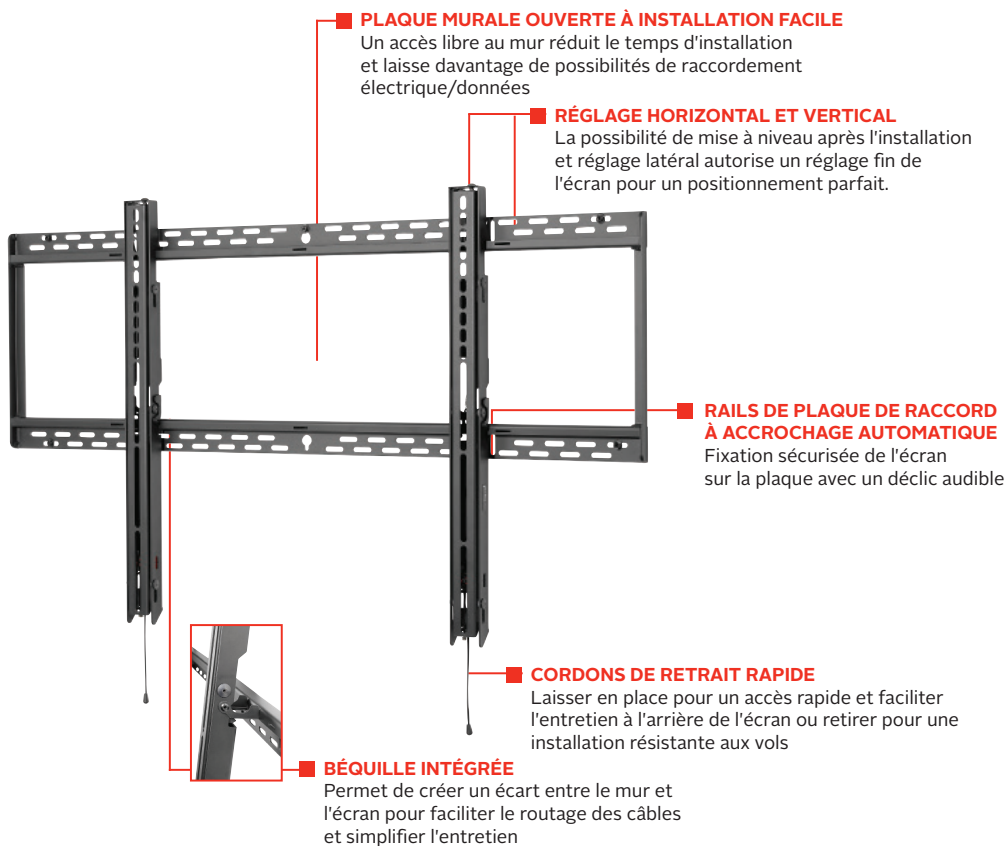 PLAQUE MURALE OUVERTE À INSTALLATION FACILE
Un accès libre au mur réduit le temps d'installation
et laisse davantage de possibilités de raccordement
électrique/données
RÉGLAGE HORIZONTAL ET VERTICAL
La possibilité de mise à niveau après l'installation
et réglage latéral autorise un réglage fin de
l'écran pour un positionnement parfait.
RAILS DE PLAQUE DE RACCORD
À ACCROCHAGE AUTOMATIQUE
Fixation sécurisée de l'écran
sur la plaque avec un déclic audible
CORDONS DE RETRAIT RAPIDE
Laisser en place pour un accès rapide et faciliter
l'entretien à l'arrière de l'écran ou retirer pour une
installation résistante aux vols
BÉQUILLE INTÉGRÉE
Permet de créer un écart entre le mur et
l'écran pour faciliter le routage des câbles
et simplifier l'entretien